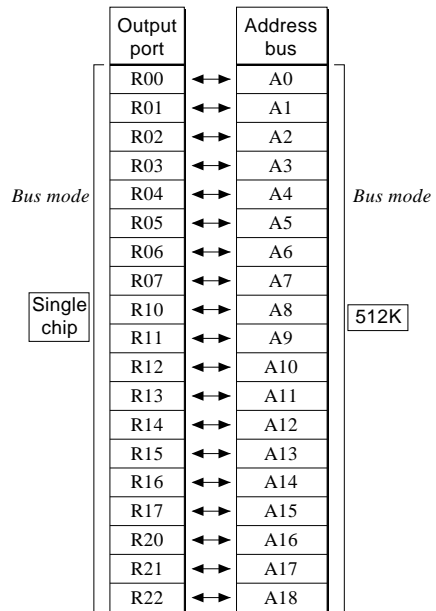 Output port Address bus
R00 A0
R01 A1
R02 A2
R03 A3
Bus mode R04 A4 Bus mode
R05 A5
R06 A6
R07 A7
Single chip R10 A8 512K
R11 A9
R12 A10
R13 A11
R14 A12
R15 A13
R16 A14
R17 A15
R20 A16
R21 A17
R22 A18